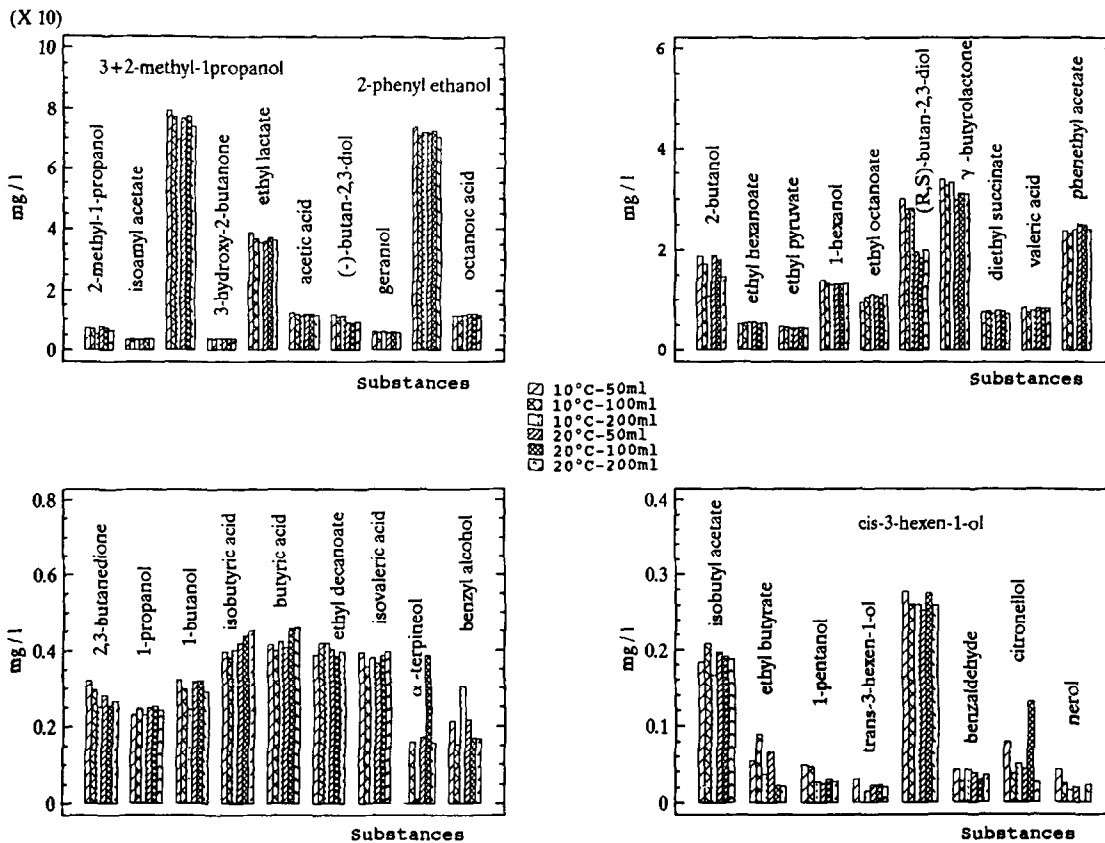 (X 10)
mg / l
10
8
6
4
2
0
3+2-methyl-1propanol
2-phenyl ethanol
2-methyl-1-propanol
isoamyl acetate
3-hydroxy-2-butanone
ethyl lactate
acetic acid
(-)-butan-2,3-diol
geraniol
octanoic acid
Substances
mg / l
6
4
2
0
2-butanol
ethyl hexanoate
ethyl pyruvate
1-hexanol
ethyl octanoate
(R,S)-butan-2,3-diol
γ -butyrolactone
diethyl succinate
valeric acid
phenethyl acetate
Substances
10°C-50ml
10°C-100ml
10°C-200ml
20°C-50ml
20°C-100ml
20°C-200ml
mg / l
0.8
0.6
0.4
0.2
0
2,3-butanedione
1-propanol
1-butanol
isobutyric acid
butyric acid
ethyl decanoate
isovaleric acid
α -terpineol
benzyl alcohol
Substances
mg / l
0.4
0.3
0.2
0.1
0
cis-3-hexen-1-ol
isobutyl acetate
ethyl butyrate
1-pentanol
trans-3-hexen-1-ol
benzaldehyde
citronellol
nerol
Substances